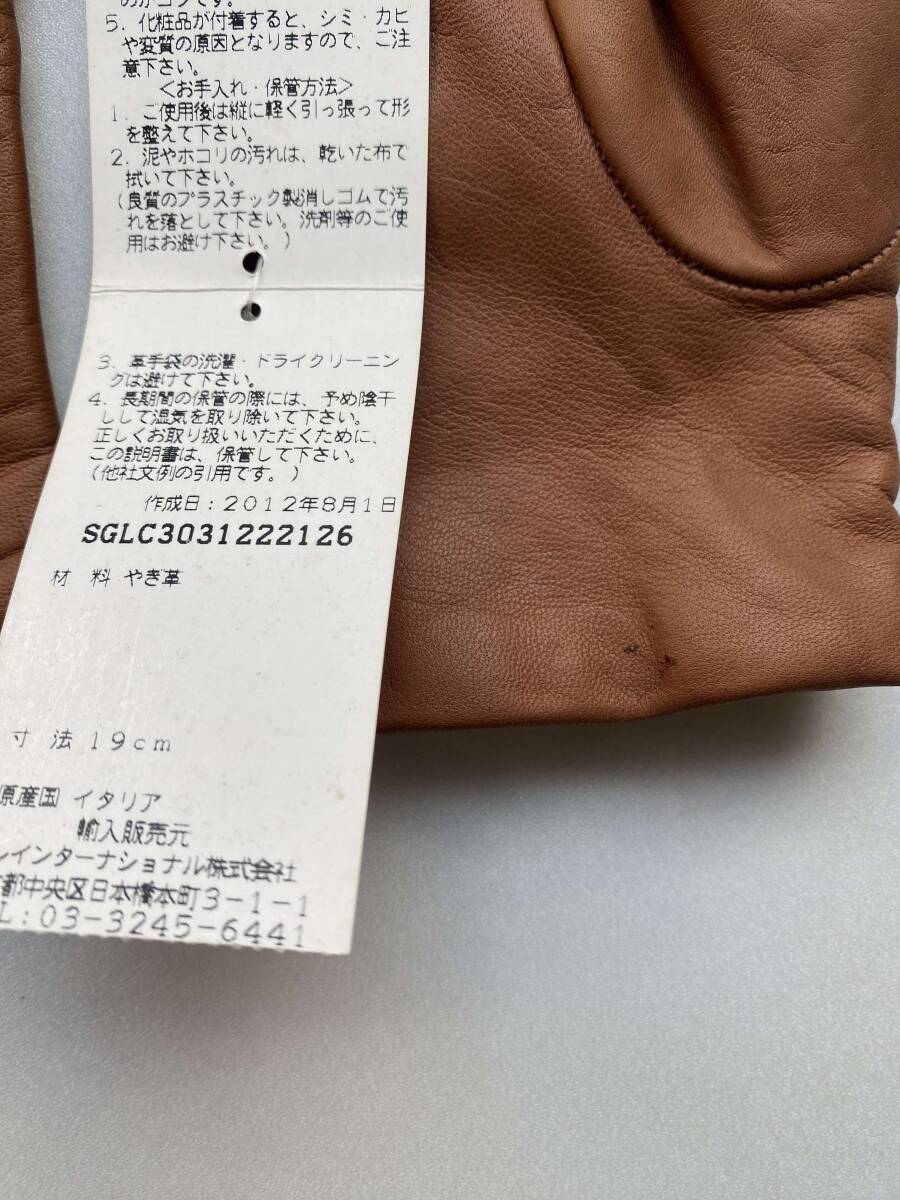 5. 化粧品が付着すると、シミ・カビ
や変質の原因となりますので、ご注
意下さい。
＜お手入れ・保管方法＞
1. ご使用後は縦に軽く引っ張って形
を整えて下さい。
2. 泥やホコリの汚れは、乾いた布で
拭いて下さい。
（良質のプラスチック製消しゴムで汚
れを落として下さい。洗剤等のご使
用はお避け下さい。）
3. 革手袋の洗濯・ドライクリーニン
グは避けて下さい。
4. 長期間の保管の際には、予め陰干
しして湿気を取り除いて下さい。
正しくお取り扱いいただくために、
この説明書は、保管して下さい。
（他社文例の引用です。）
作成日：2012年8月1日
SGLC3031222126
材 料 やぎ革
寸 法 19cm
原産国 イタリア
輸入販売元
ンインターナショナル株式会社
都中央区日本橋本町3-1-1
L：03-3245-6441